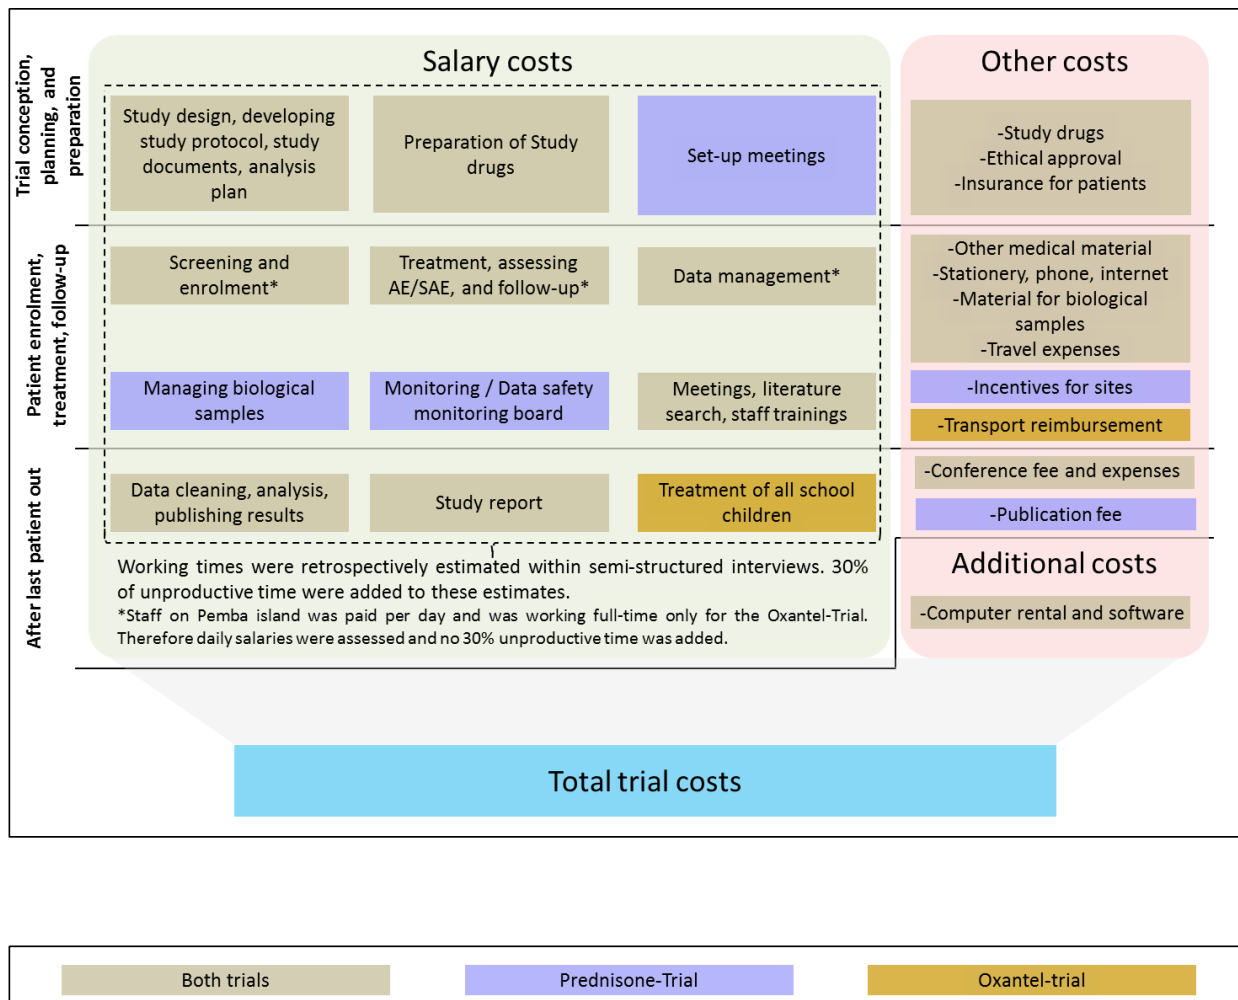 Trial conception,
planning, and
preparation
Salary costs
Study design, developing
study protocol, study
documents, analysis
plan
Preparation of Study
drugs
Set-up meetings
Other costs
-Study drugs
-Ethical approval
-Insurance for patients
Patient enrolment,
treatment, follow-up
Screening and
enrolment*
Treatment, assessing
AE/SAE, and follow-up*
Data management*
Managing biological
samples
Monitoring / Data safety
monitoring board
Meetings, literature
search, staff trainings
-Other medical material
-Stationery, phone, internet
-Material for biological
samples
-Travel expenses
-Incentives for sites
-Transport reimbursement
After last patient out
Data cleaning, analysis,
publishing results
Study report
Treatment of all school
children
-Conference fee and expenses
-Publication fee
Working times were retrospectively estimated within semi-structured interviews. 30%
of unproductive time were added to these estimates.
*Staff on Pemba island was paid per day and was working full-time only for the Oxantel-Trial.
Therefore daily salaries were assessed and no 30% unproductive time was added.
Additional costs
-Computer rental and software
Total trial costs
Both trials
Prednisone-Trial
Oxantel-trial